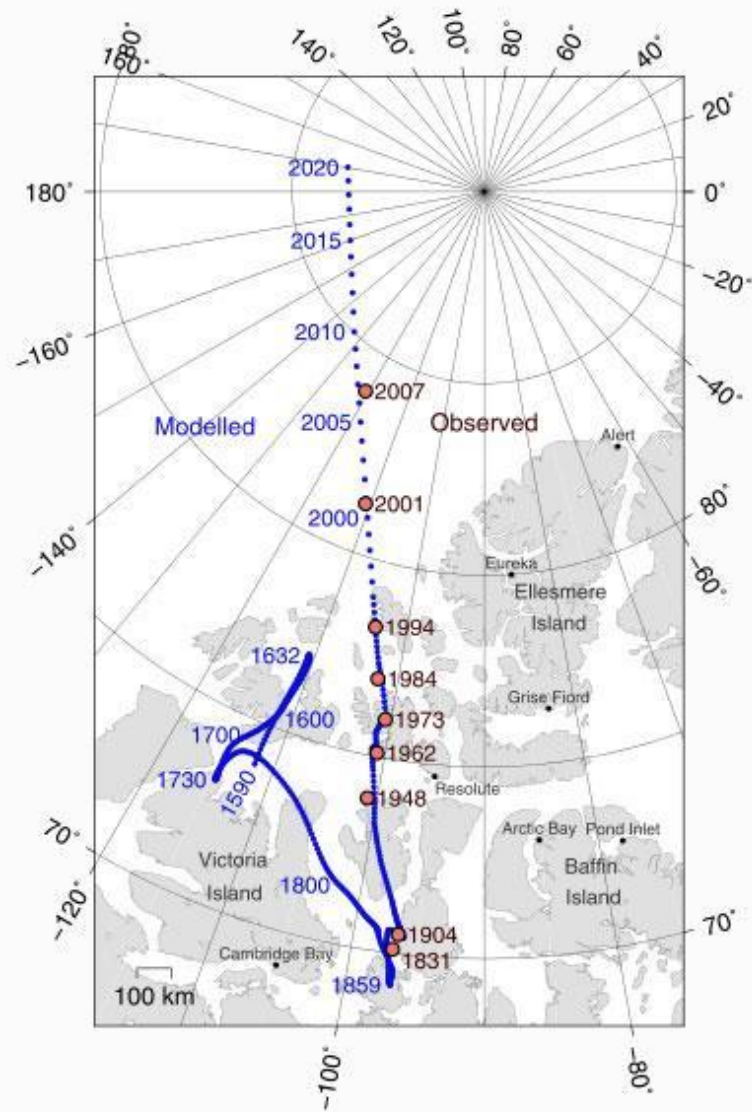 180°
160°
140°
120°
100°
80°
60°
40°
20°
180°
0°
2020
2015
−20°
−160°
2010
−40°
2007
Modelled
2005
Observed
Alert
2001
2000
80°
−140°
−60°
Eureka
Ellesmere
Island
1994
1632
1984
Grise Fiord
1600
1973
1700
1962
1730
1590
Resolute
1948
70°
Arctic Bay
Pond Inlet
Victoria
Island
Baffin
Island
1800
−120°
70°
1904
Cambridge Bay
1831
1859
100 km
−100°
−80°